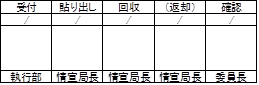 受付 貼り出し 回収 （返却） 確認
/ / / / /
執行部 情宣局長 情宣局長 情宣局長 委員長